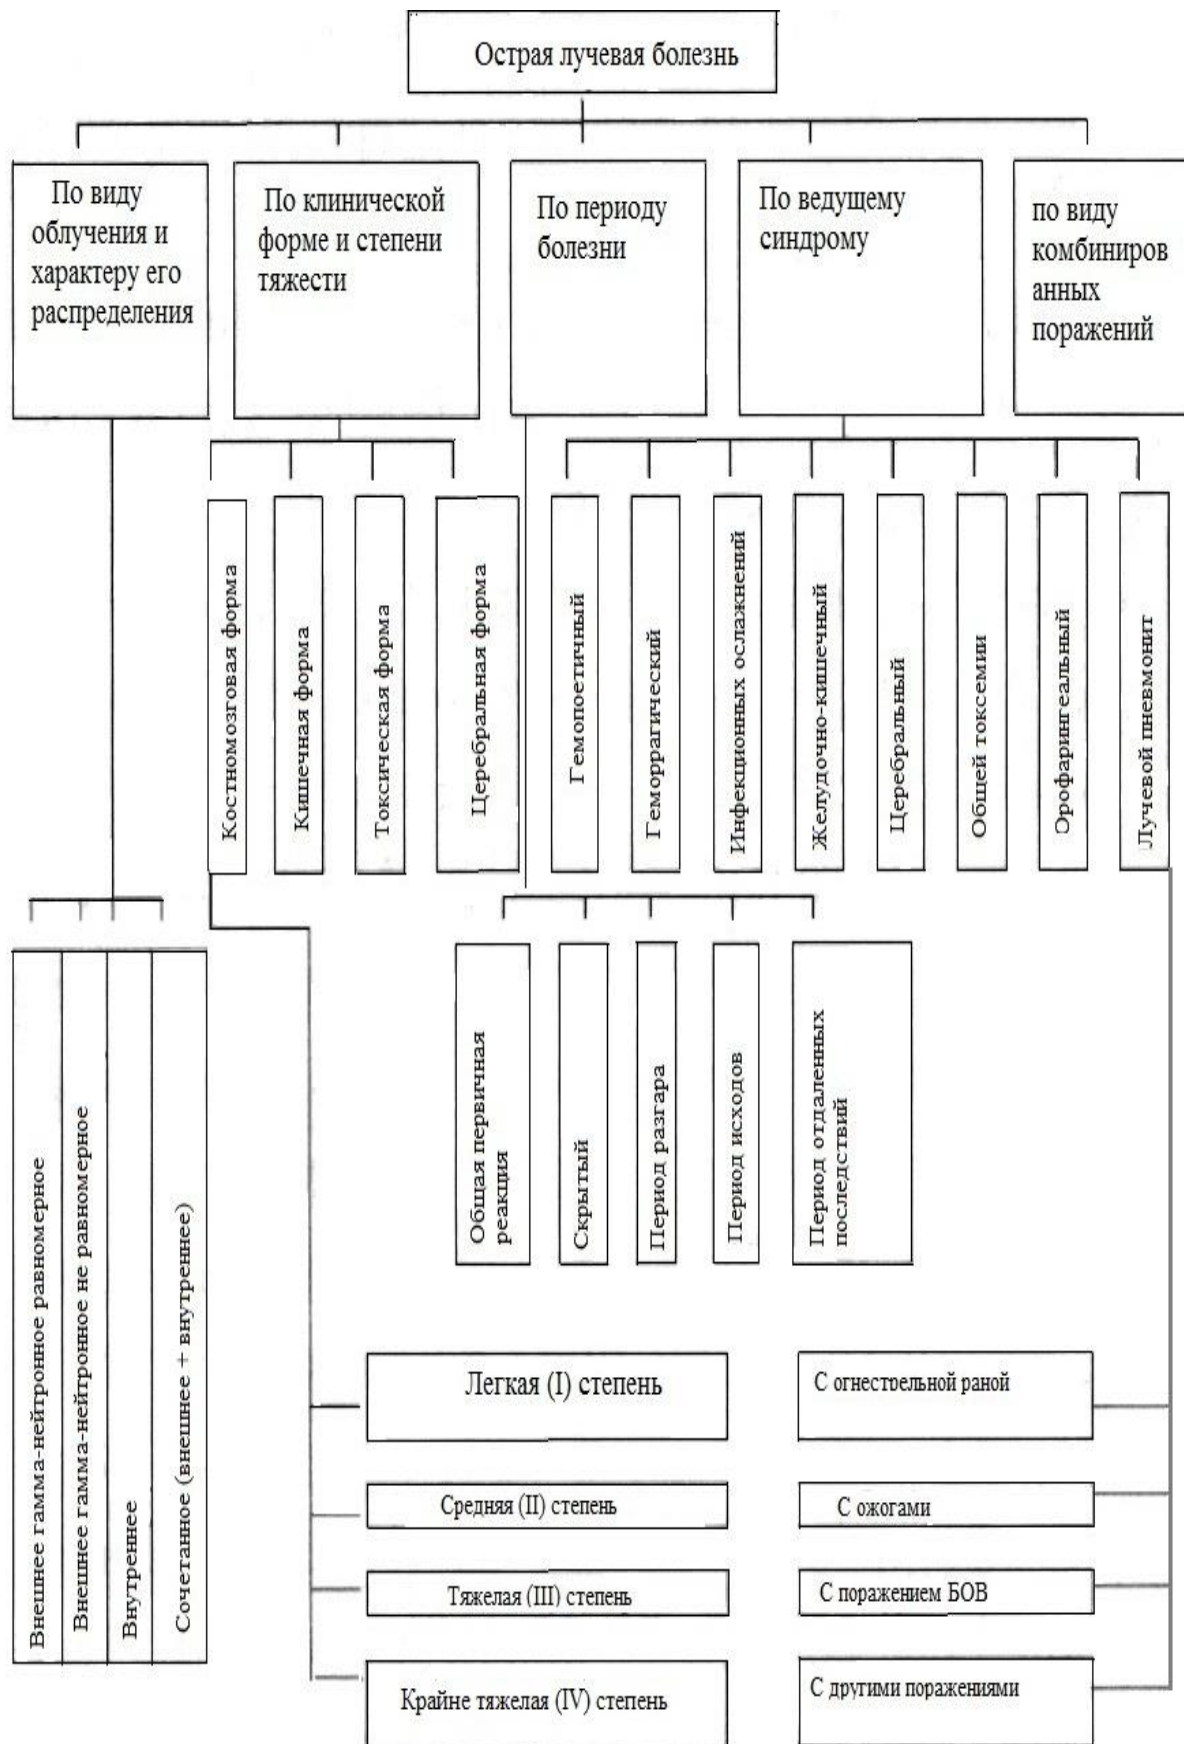 Острая лучевая болезнь
По виду
облучения и
характеру его
распределения
По клинической
форме и степени
тяжести
По периоду
болезни
По ведущему
синдрому
по виду
комбиниров
анных
поражений
Костномозговая форма
Кишечная форма
Токсическая форма
Церебральная форма
Гемопоетичный
Геморрагический
Инфекционных ослажнений
Желудочно-кишечный
Церебральный
Общей токсемии
Орофарингеальный
Лучевой пневмонит
Общая первичная
реакция
Скрытый
Период разгара
Период исходов
Период отдаленных
последствий
Внешнее гамма-нейтронное равномерное
Внешнее гамма-нейтронное не равномерное
Внутреннее
Сочетанное (внешнее + внутреннее)
Легкая (I) степень
С огнестрельной раной
Средняя (II) степень
С ожогами
Тяжелая (III) степень
С поражением БОВ
Крайне тяжелая (IV) степень
С другими поражениями